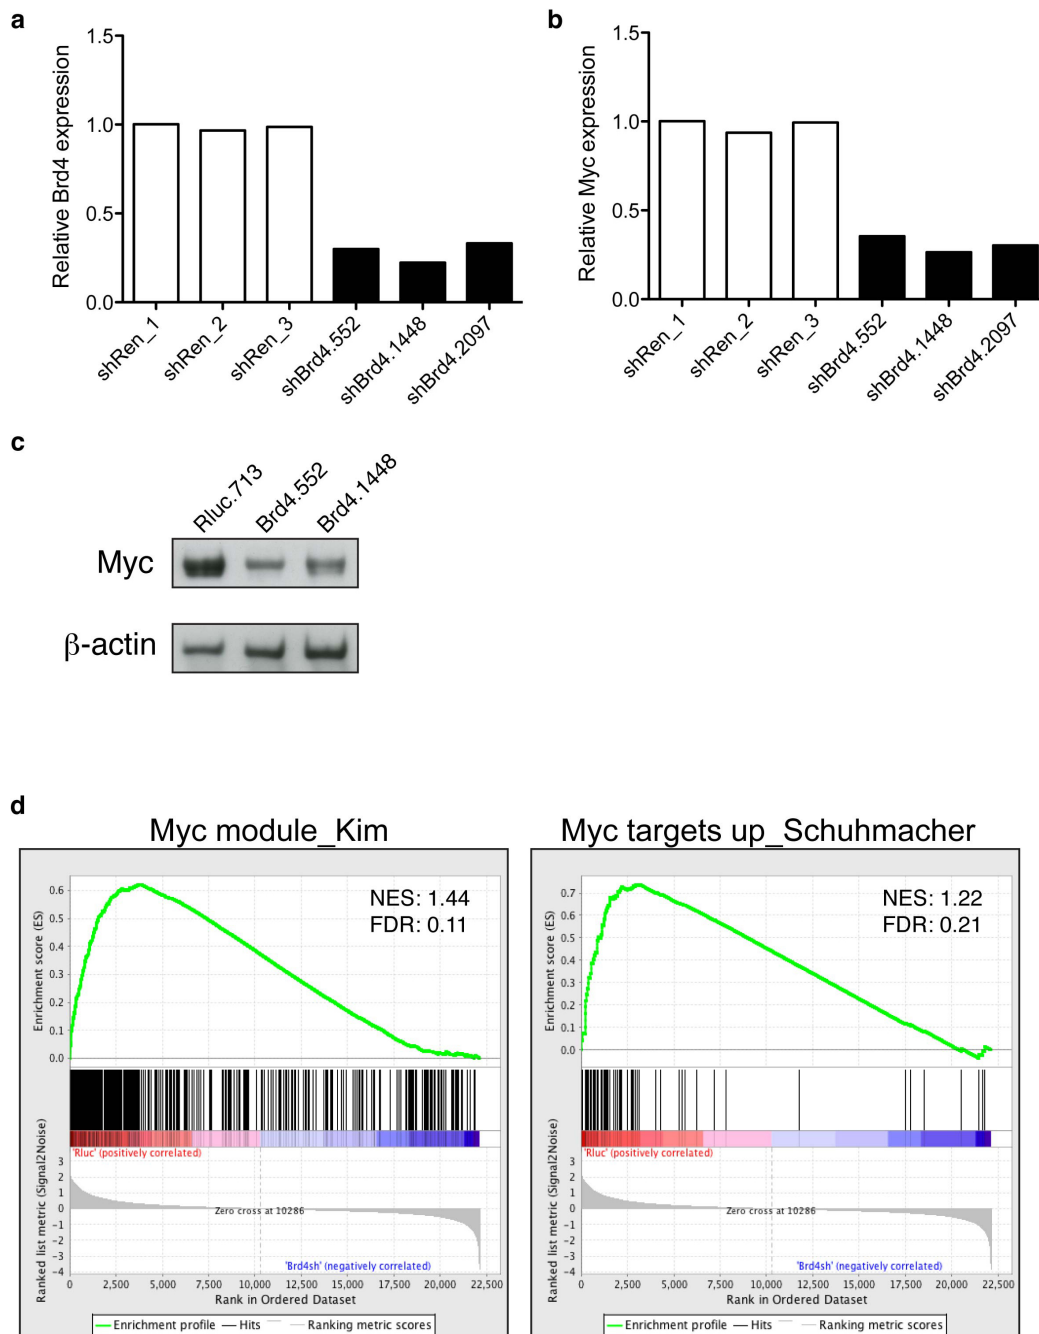 a
Relative Brd4 expression
1.5
1.0
0.5
0.0
shRen_1
shRen_2
shRen_3
shBrd4.552
shBrd4.1448
shBrd4.2097
b
Relative Myc expression
1.5
1.0
0.5
0.0
shRen_1
shRen_2
shRen_3
shBrd4.552
shBrd4.1448
shBrd4.2097
c
Rluc.713
Brd4.552
Brd4.1448
Myc
β-actin
d
Myc module_Kim
NES: 1.44
FDR: 0.11
Enrichment score (ES)
0.6
0.5
0.4
0.3
0.2
0.1
0.0
'Rluc' (positively correlated)
Ranked list metric (Signal2Noise)
3
2
1
0
-1
-2
-3
-4
Zero cross at 10286
'Brd4sh' (negatively correlated)
0 2,500 5,000 7,500 10,000 12,500 15,000 17,500 20,000 22,500
Rank in Ordered Dataset
Enrichment profile Hits Ranking metric scores
Myc targets up_Schuhmacher
NES: 1.22
FDR: 0.21
Enrichment score (ES)
0.7
0.6
0.5
0.4
0.3
0.2
0.1
0.0
'Rluc' (positively correlated)
Ranked list metric (Signal2Noise)
3
2
1
0
-1
-2
-3
-4
Zero cross at 10286
'Brd4sh' (negatively correlated)
0 2,500 5,000 7,500 10,000 12,500 15,000 17,500 20,000 22,500
Rank in Ordered Dataset
Enrichment profile Hits Ranking metric scores